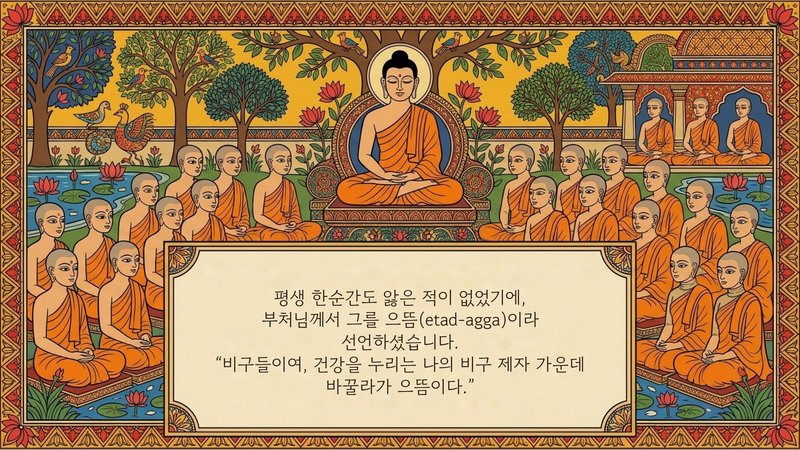 평생 한순간도 앓은 적이 없었기에,
부처님께서 그를 으뜸(etad-agga)이라
선언하셨습니다.
“비구들이여, 건강을 누리는 나의 비구 제자 가운데
바꿀라가 으뜸이다.”